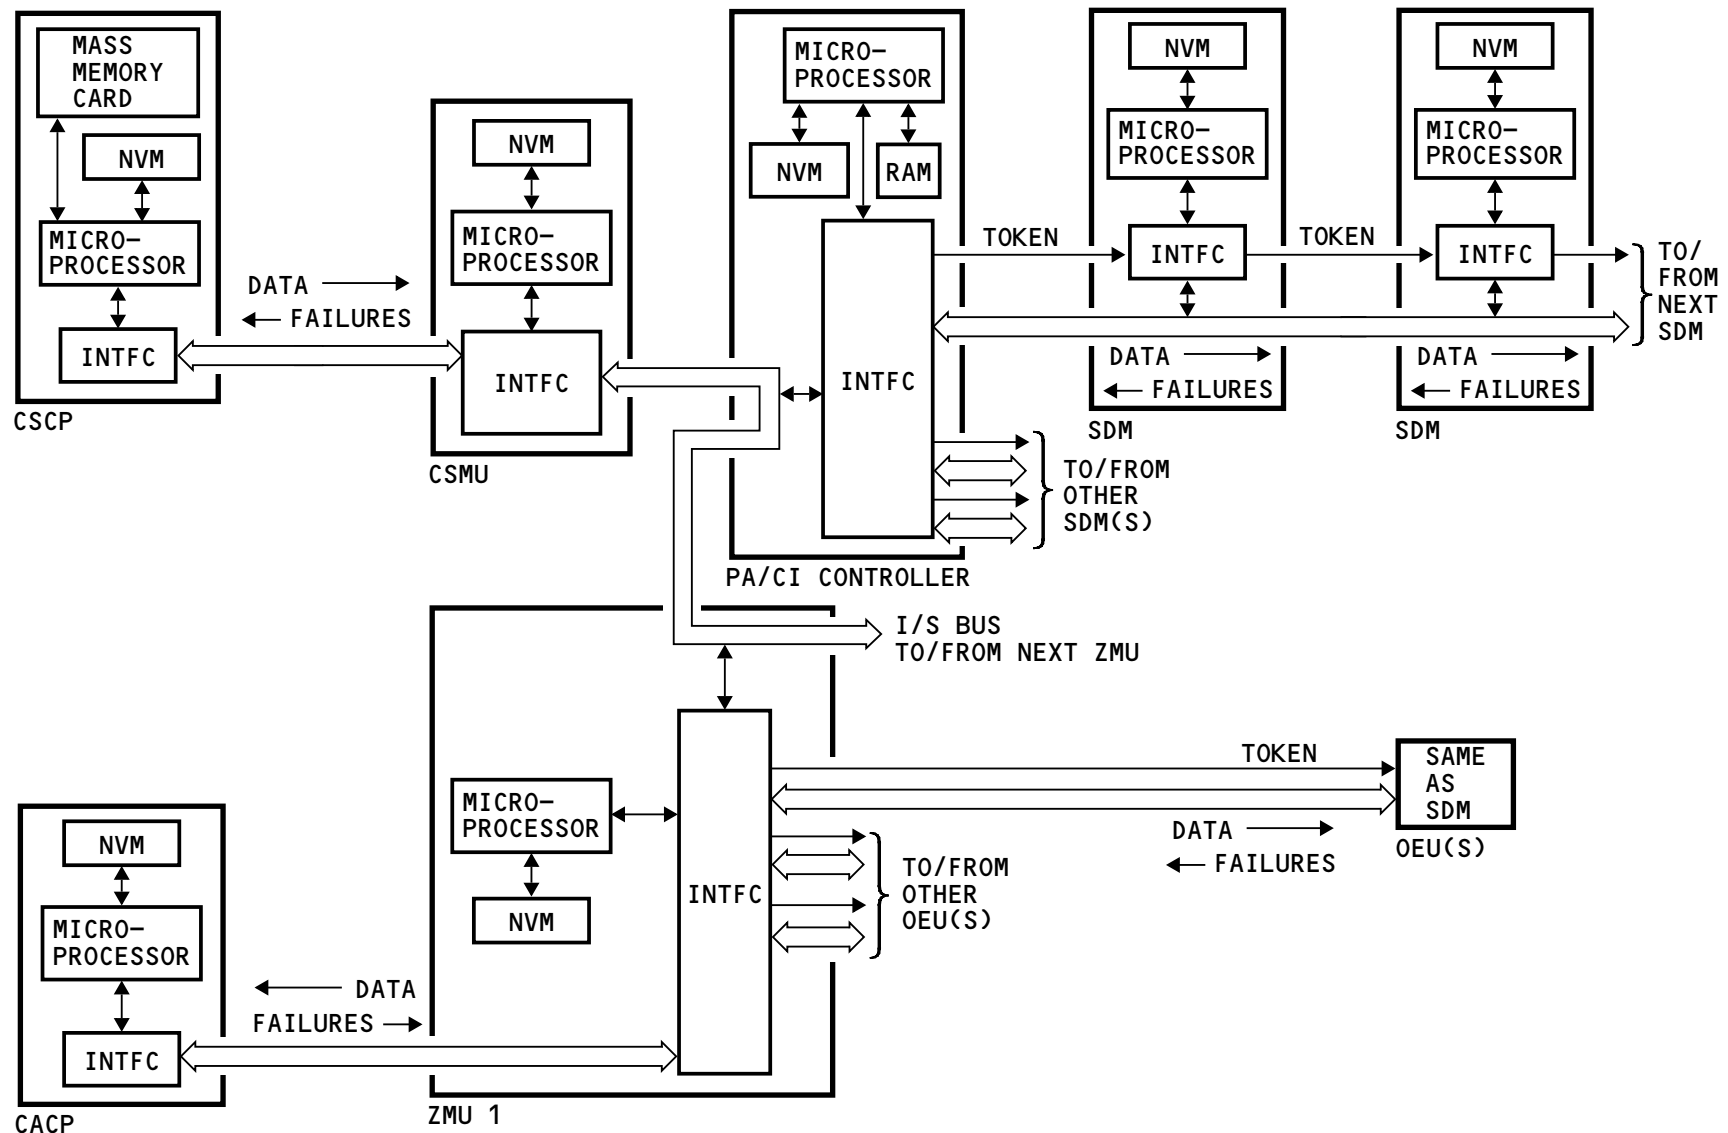 MASS
MEMORY
CARD
NVM
MICRO-
PROCESSOR
INTFC
CSCP
DATA
FAILURES
NVM
MICRO-
PROCESSOR
INTFC
CSMU
MICRO-
PROCESSOR
NVM
RAM
INTFC
PA/CI CONTROLLER
TOKEN
NVM
MICRO-
PROCESSOR
INTFC
DATA
FAILURES
SDM
TOKEN
NVM
MICRO-
PROCESSOR
INTFC
DATA
FAILURES
SDM
TO/
FROM
NEXT
SDM
TO/FROM
OTHER
SDM(S)
I/S BUS
TO/FROM NEXT ZMU
MICRO-
PROCESSOR
NVM
INTFC
ZMU 1
TOKEN
SAME
AS
SDM
OEU(S)
DATA
FAILURES
TO/FROM
OTHER
OEU(S)
NVM
MICRO-
PROCESSOR
INTFC
CACP
DATA
FAILURES